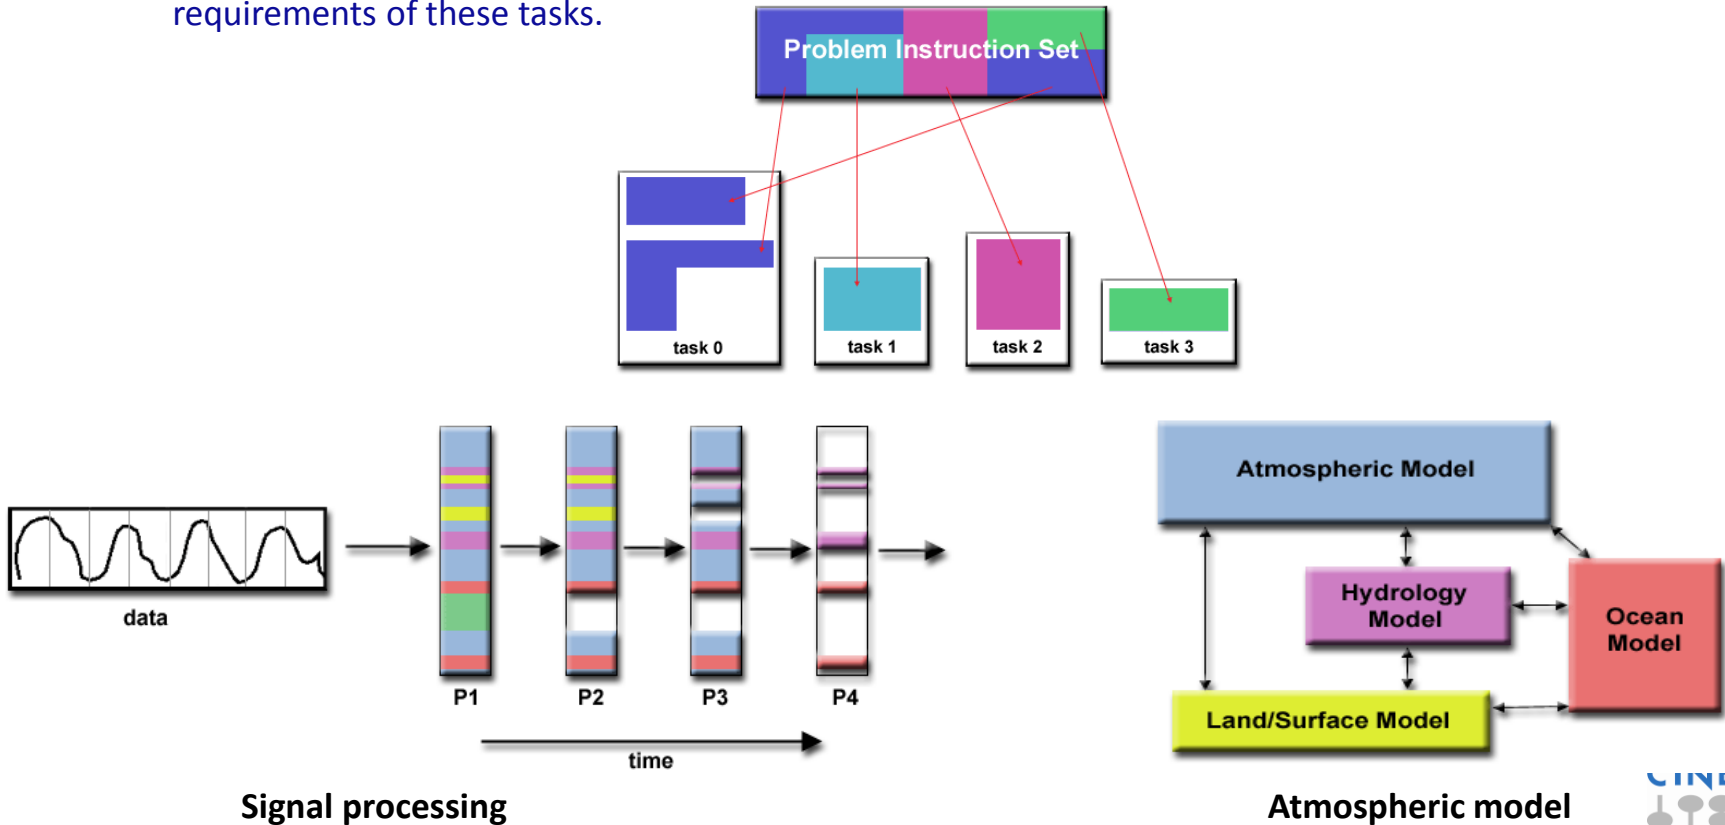 requirements of these tasks.
Problem Instruction Set
task 0
task 1
task 2
task 3
data
P1
P2
P3
P4
time
Signal processing
Atmospheric Model
Hydrology
Model
Ocean
Model
Land/Surface Model
Atmospheric model